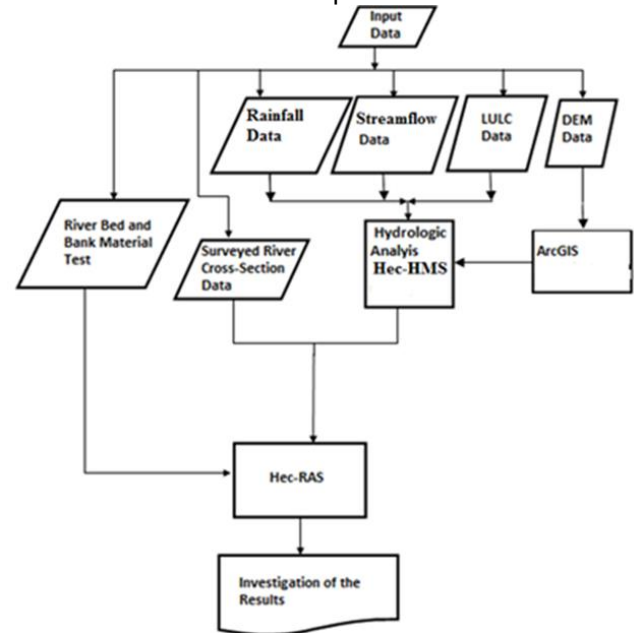 Input
Data
Rainfall
Data
Streamflow
Data
LULC
Data
DEM
Data
River Bed and
Bank Material
Test
Surveyed River
Cross-Section
Data
Hydrologic
Analyis
Hec-HMS
ArcGIS
Hec-RAS
Investigation of the
Results